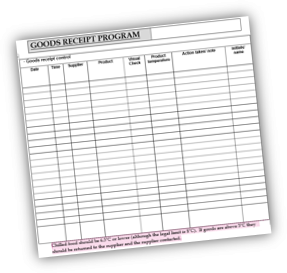 GOODS RECEIPT PROGRAM
Goods receipt control:
Date Time Supplier Product Visual Check Product temperature Action taken/ note Initials/ name
Chilled food should be 6.5°C or lower (although the legal limit is 8°C). If goods are above 5°C they
should be returned to the supplier and the supplier contacted.